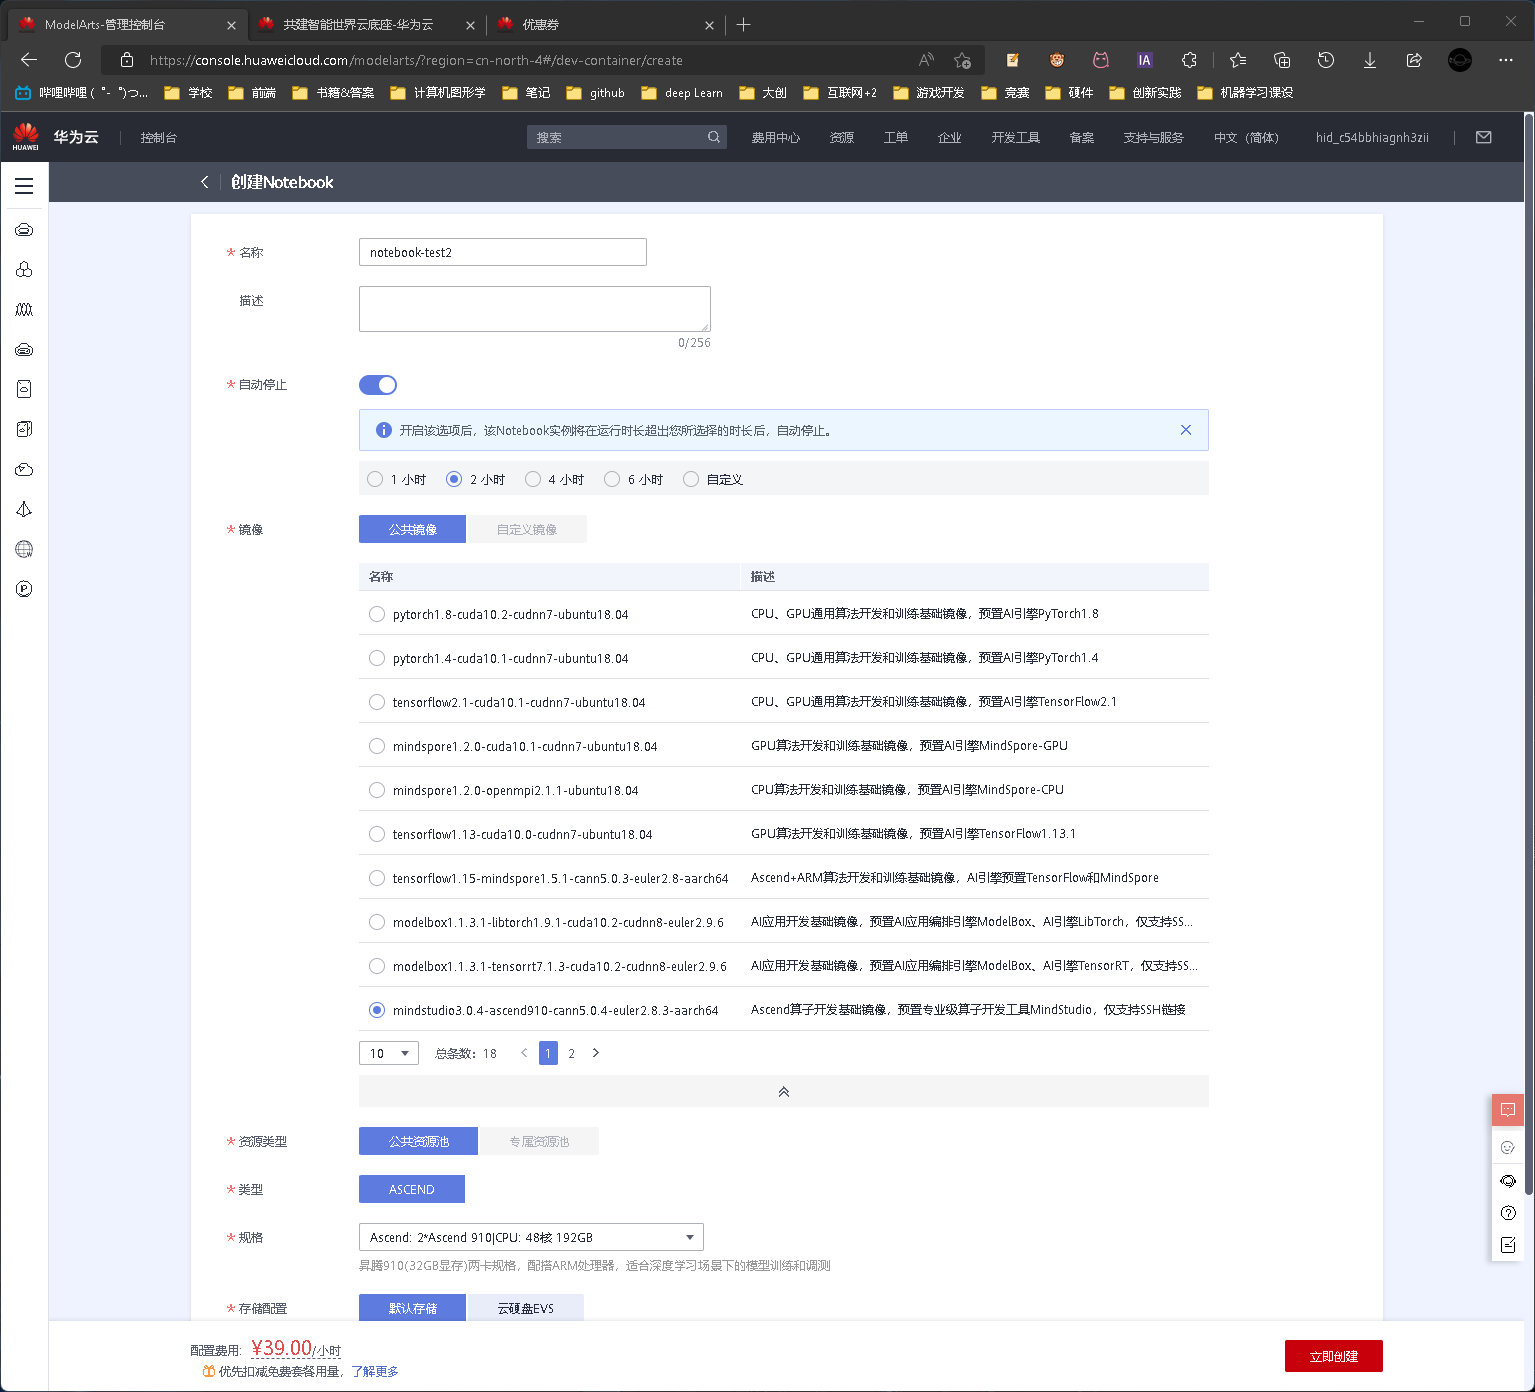 ModelArts-管理控制台
共建智能世界云底座-华为云
优惠券
https://console.huaweicloud.com/modelarts/?region=cn-north-4#/dev-container/create
哔哩哔哩 ( ゜- ゜)つ...
学校
前端
书籍&答案
计算机图形学
笔记
github
deep Learn
大创
互联网+2
游戏开发
竞赛
硬件
创新实践
机器学习课设
HUAWEI
华为云
控制台
搜索
费用中心
资源
工单
企业
开发工具
备案
支持与服务
中文（简体）
hid_c54bbhiagnh3zii
创建Notebook
* 名称
notebook-test2
描述
0/256
* 自动停止
开启该选项后，该Notebook实例将在运行时长超出您所选择的时长后，自动停止。
1 小时 2 小时 4 小时 6 小时 自定义
* 镜像
公共镜像 自定义镜像
名称 描述
pytorch1.8-cuda10.2-cudnn7-ubuntu18.04 CPU、GPU通用算法开发和训练基础镜像，预置AI引擎PyTorch1.8
pytorch1.4-cuda10.1-cudnn7-ubuntu18.04 CPU、GPU通用算法开发和训练基础镜像，预置AI引擎PyTorch1.4
tensorflow2.1-cuda10.1-cudnn7-ubuntu18.04 CPU、GPU通用算法开发和训练基础镜像，预置AI引擎TensorFlow2.1
mindspore1.2.0-cuda10.1-cudnn7-ubuntu18.04 GPU算法开发和训练基础镜像，预置AI引擎MindSpore-GPU
mindspore1.2.0-openmpi2.1.1-ubuntu18.04 CPU算法开发和训练基础镜像，预置AI引擎MindSpore-CPU
tensorflow1.13-cuda10.0-cudnn7-ubuntu18.04 GPU算法开发和训练基础镜像，预置AI引擎TensorFlow1.13.1
tensorflow1.15-mindspore1.5.1-cann5.0.3-euler2.8-aarch64 Ascend+ARM算法开发和训练基础镜像，AI引擎预置TensorFlow和MindSpore
modelbox1.1.3.1-libtorch1.9.1-cuda10.2-cudnn8-euler2.9.6 AI应用开发基础镜像，预置AI应用编排引擎ModelBox、AI引擎LibTorch，仅支持SS...
modelbox1.1.3.1-tensorrt7.1.3-cuda10.2-cudnn8-euler2.9.6 AI应用开发基础镜像，预置AI应用编排引擎ModelBox、AI引擎TensorRT，仅支持SS...
mindstudio3.0.4-ascend910-cann5.0.4-euler2.8.3-aarch64 Ascend算子开发基础镜像，预置专业级算子开发工具MindStudio，仅支持SSH链接
10 总条数：18 < 1 2 >
* 资源类型
公共资源池 专属资源池
* 类型
ASCEND
* 规格
Ascend: 2*Ascend 910|CPU: 48核 192GB
昇腾910(32GB显存)两卡规格，配搭ARM处理器，适合深度学习场景下的模型训练和调测
* 存储配置
默认存储 云硬盘EVS
配置费用: ¥39.00/小时
优先扣减免费套餐用量，了解更多
立即创建